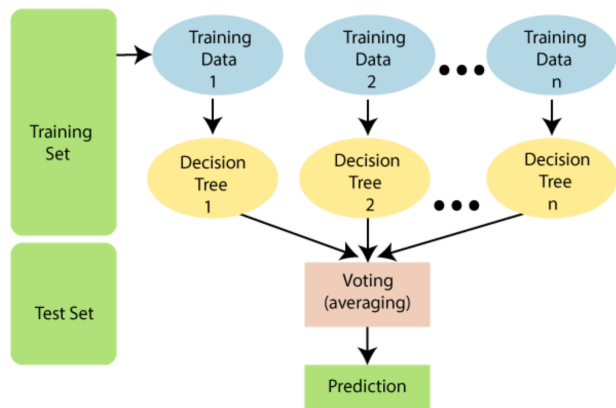 Training
Set
Test Set
Training
Data
1
Training
Data
2
Training
Data
n
Decision
Tree
1
Decision
Tree
2
Decision
Tree
n
Voting
(averaging)
Prediction